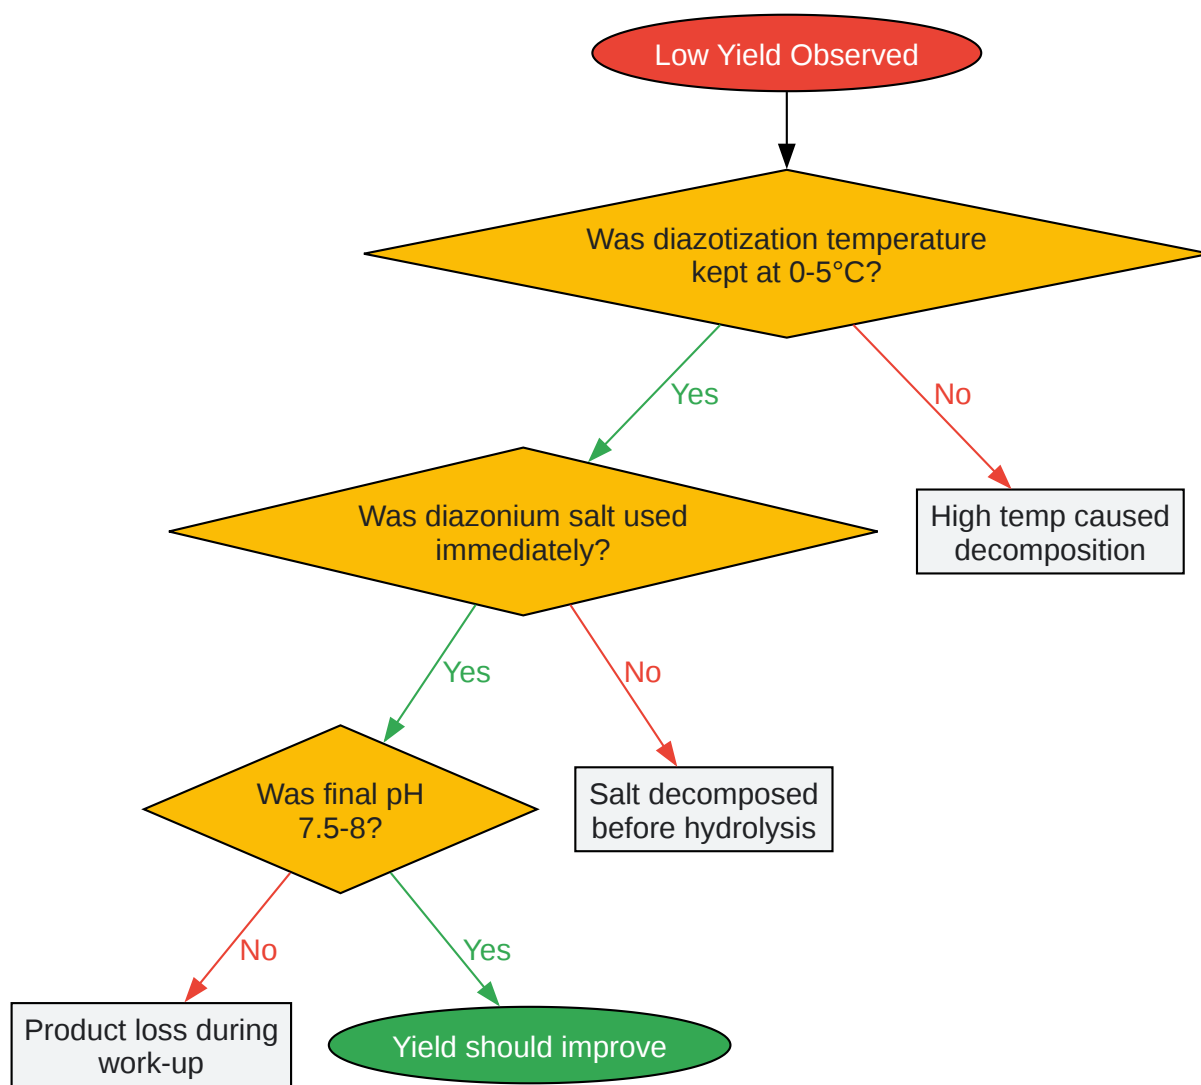 Low Yield Observed
Was diazotization temperature
kept at 0-5°C?
Yes
No
Was diazonium salt used
immediately?
High temp caused
decomposition
Yes
No
Was final pH
7.5-8?
Salt decomposed
before hydrolysis
No
Yes
Product loss during
work-up
Yield should improve